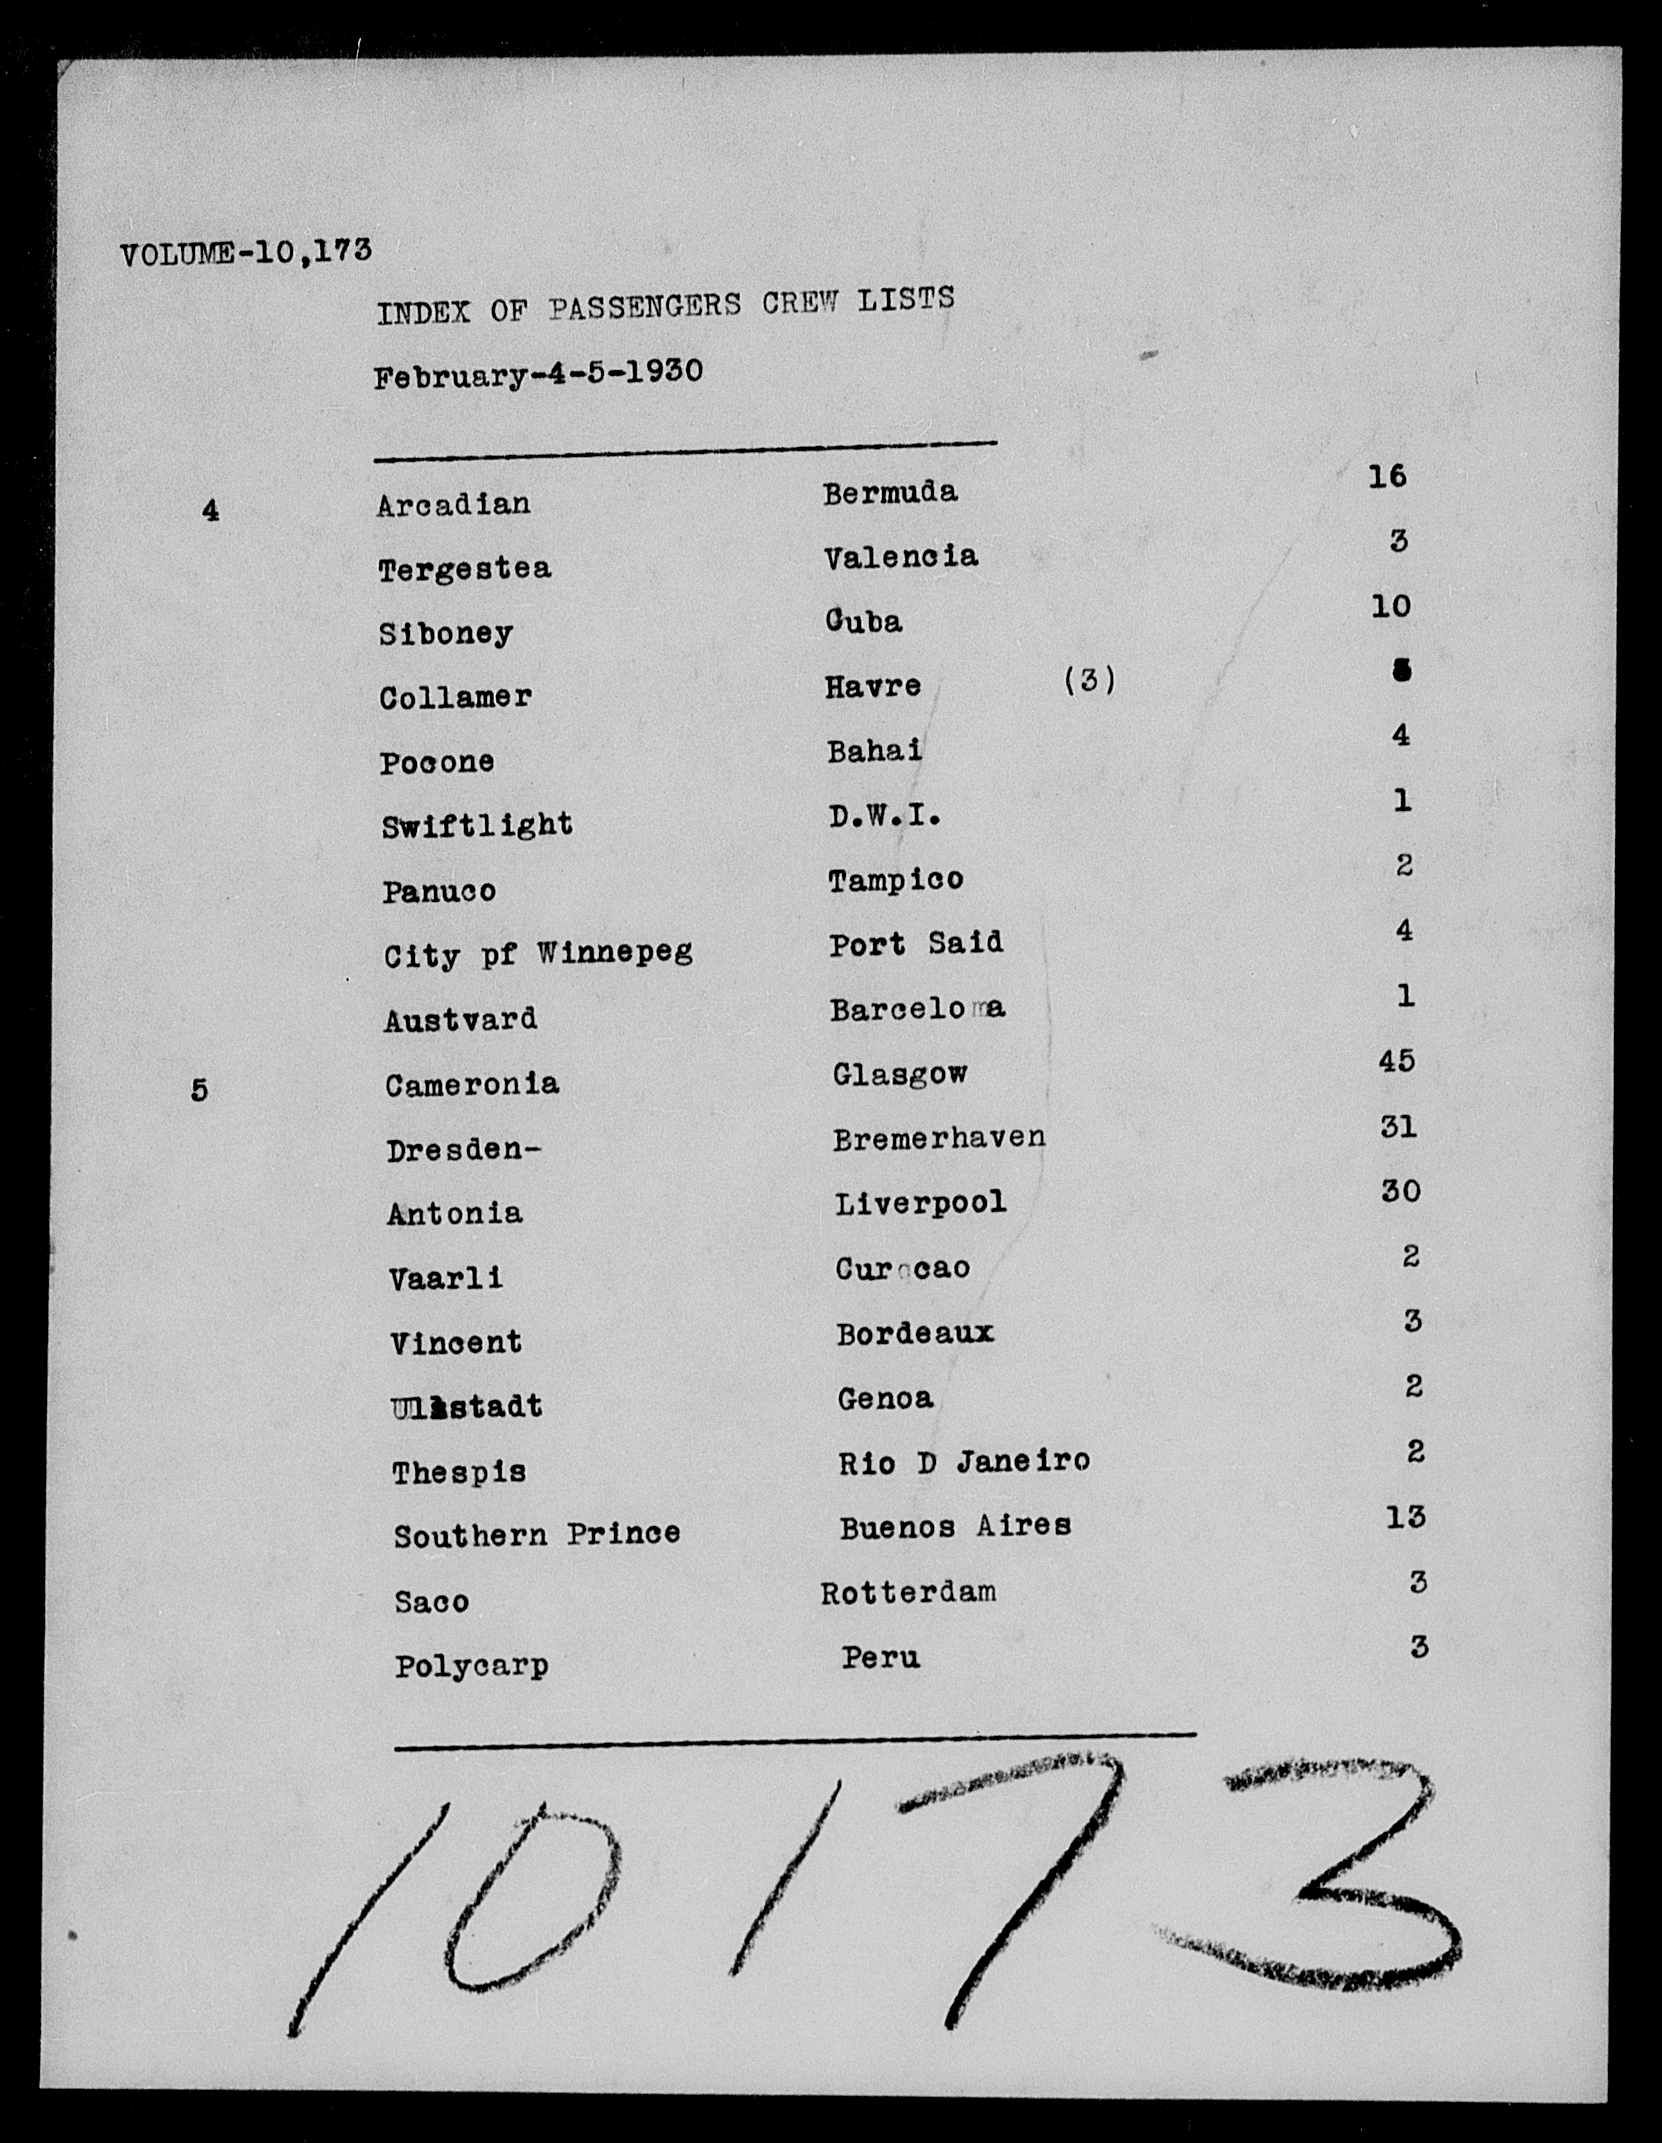 VOLUME-10,173
INDEX OF PASSENGERS CREW LISTS
February-4-5-1930
4 Arcadian Bermuda 16
Tergestea Valencia 3
Siboney Cuba 10
Collamer Havre (3)
Pocone Bahai 4
Swiftlight D.W.I. 1
Panuco Tampico 2
City pf Winnepeg Port Said 4
Austvard Barcelona 1
5 Cameronia Glasgow 45
Dresden- Bremerhaven 31
Antonia Liverpool 30
Vaarli Curacao 2
Vincent Bordeaux 3
Genoa 2
Thespis Rio D Janeiro 2
Southern Prince Buenos Aires 13
Saco Rotterdam 3
Polycarp Peru 3
10173